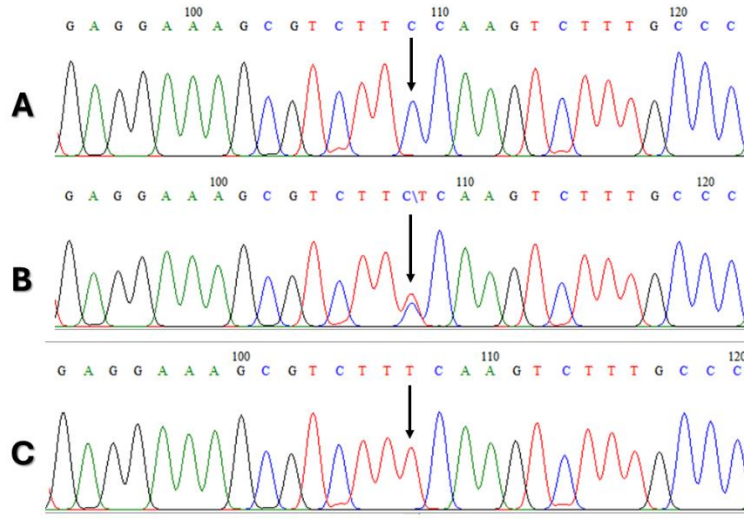 100 110 120
G A G G A A A G C G T C T T C C A A G T C T T T G C C C
A
100 110 120
G A G G A A A G C G T C T T C\T C A A G T C T T T G C C C
B
100 110 120
G A G G A A A G C G T C T T T C A A G T C T T T G C C C
C